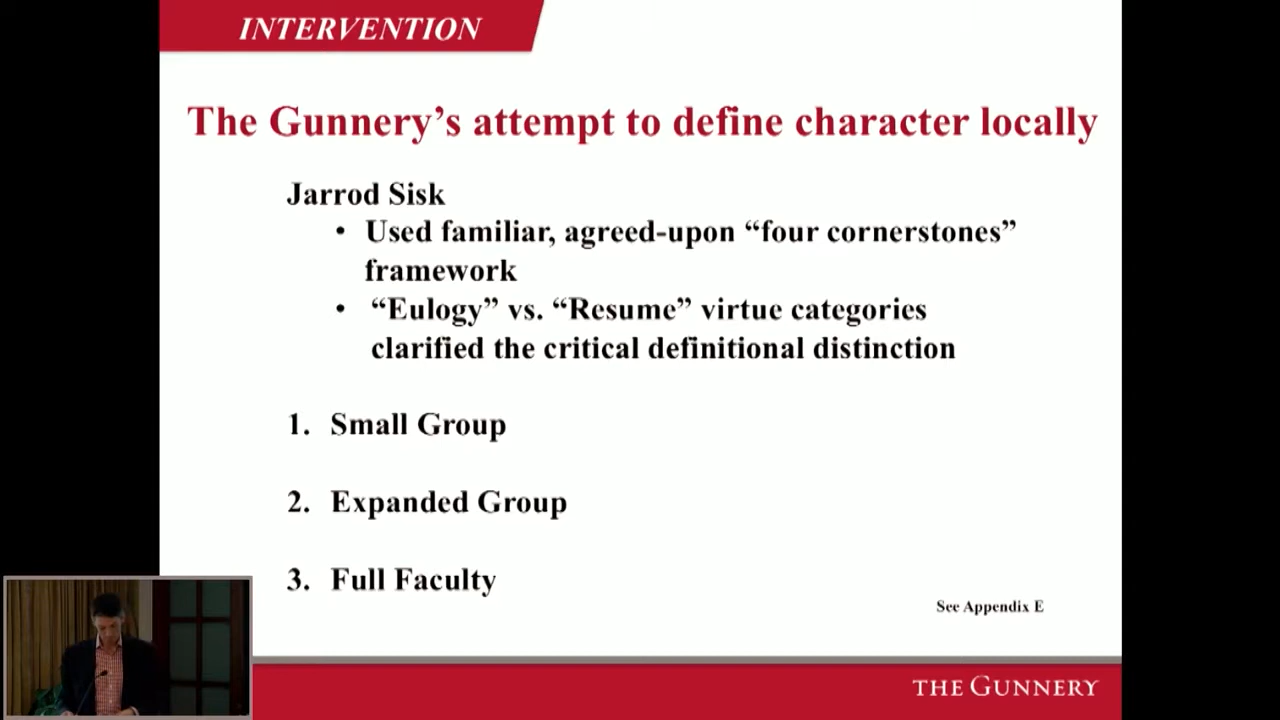 INTERVENTION
The Gunnery’s attempt to define character locally
Jarrod Sisk
• Used familiar, agreed-upon “four cornerstones”
framework
• “Eulogy” vs. “Resume” virtue categories
clarified the critical definitional distinction
1. Small Group
2. Expanded Group
3. Full Faculty
See Appendix E
THE GUNNERY